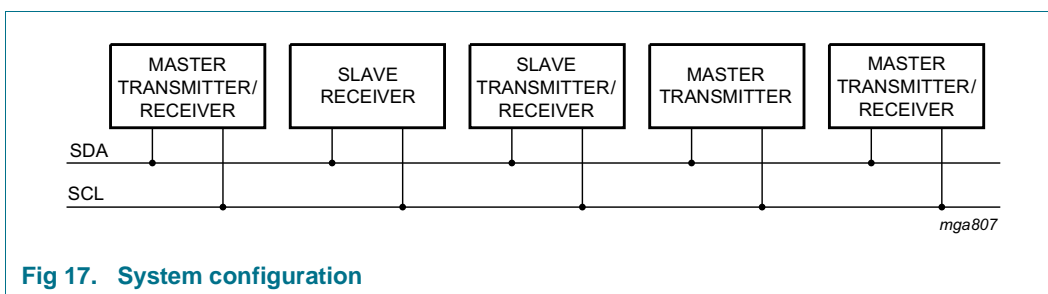 MASTER
TRANSMITTER/
RECEIVER
SLAVE
RECEIVER
SLAVE
TRANSMITTER/
RECEIVER
MASTER
TRANSMITTER
MASTER
TRANSMITTER/
RECEIVER
SDA
SCL
mga807
Fig 17. System configuration